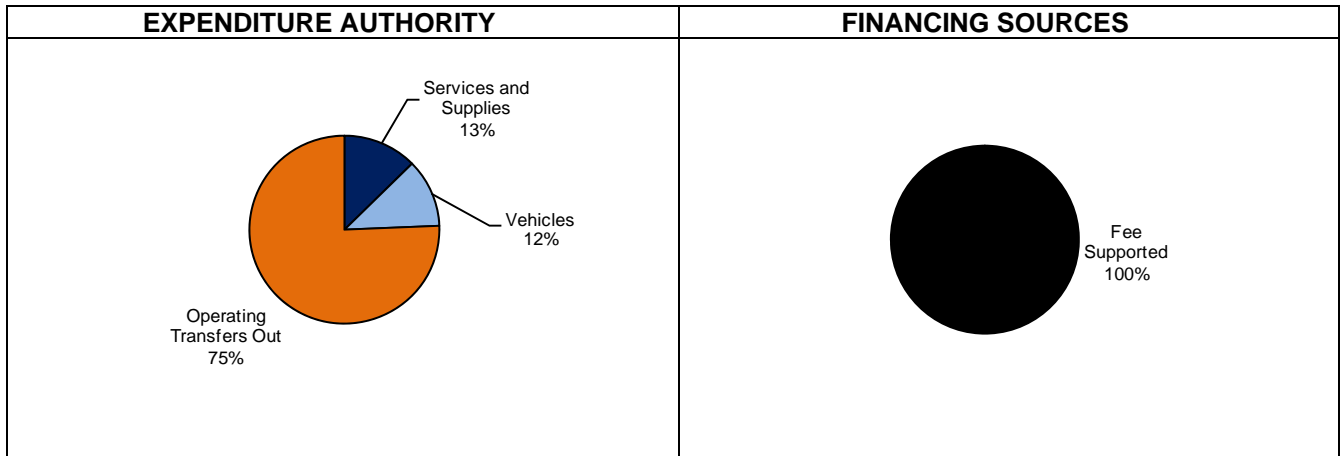 EXPENDITURE AUTHORITY
Services and
Supplies
13%
Vehicles
12%
Operating
Transfers Out
75%
FINANCING SOURCES
Fee
Supported
100%